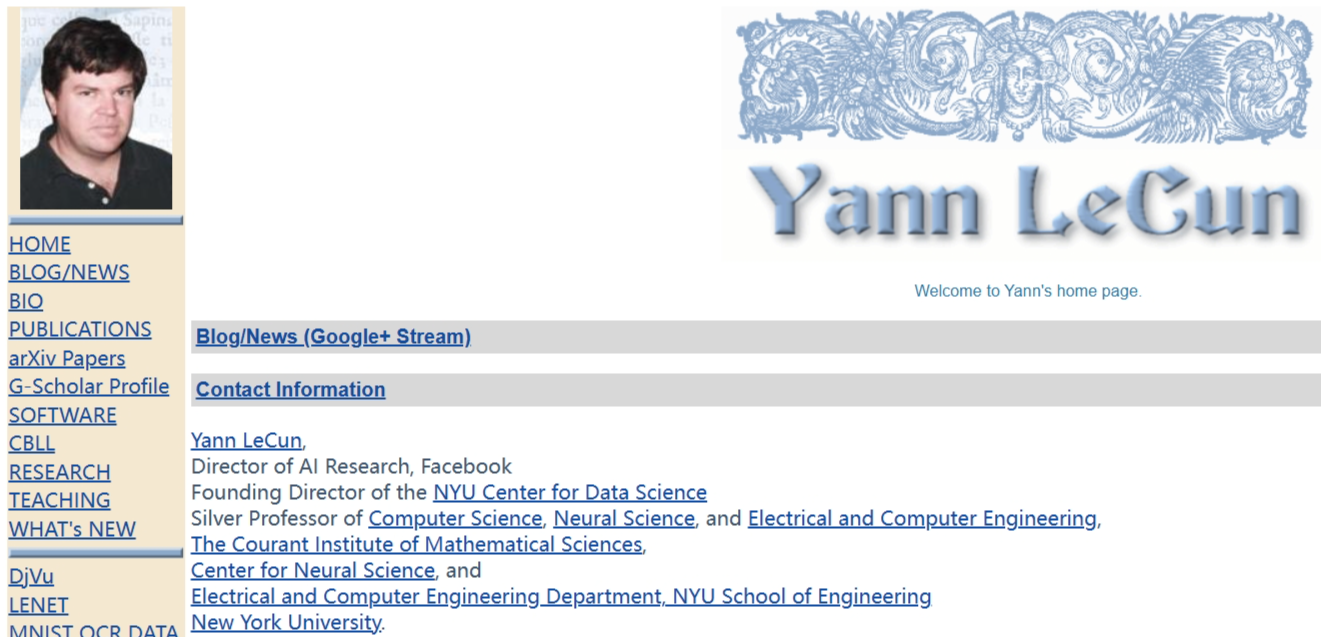 Yann LeCun
Welcome to Yann's home page.
HOME
BLOG/NEWS
BIO
PUBLICATIONS
arXiv Papers
G-Scholar Profile
SOFTWARE
CBLL
RESEARCH
TEACHING
WHAT's NEW
DjVu
LENET
MNIST OCR DATA
Blog/News (Google+ Stream)
Contact Information
Yann LeCun,
Director of AI Research, Facebook
Founding Director of the NYU Center for Data Science
Silver Professor of Computer Science, Neural Science, and Electrical and Computer Engineering,
The Courant Institute of Mathematical Sciences,
Center for Neural Science, and
Electrical and Computer Engineering Department, NYU School of Engineering
New York University.